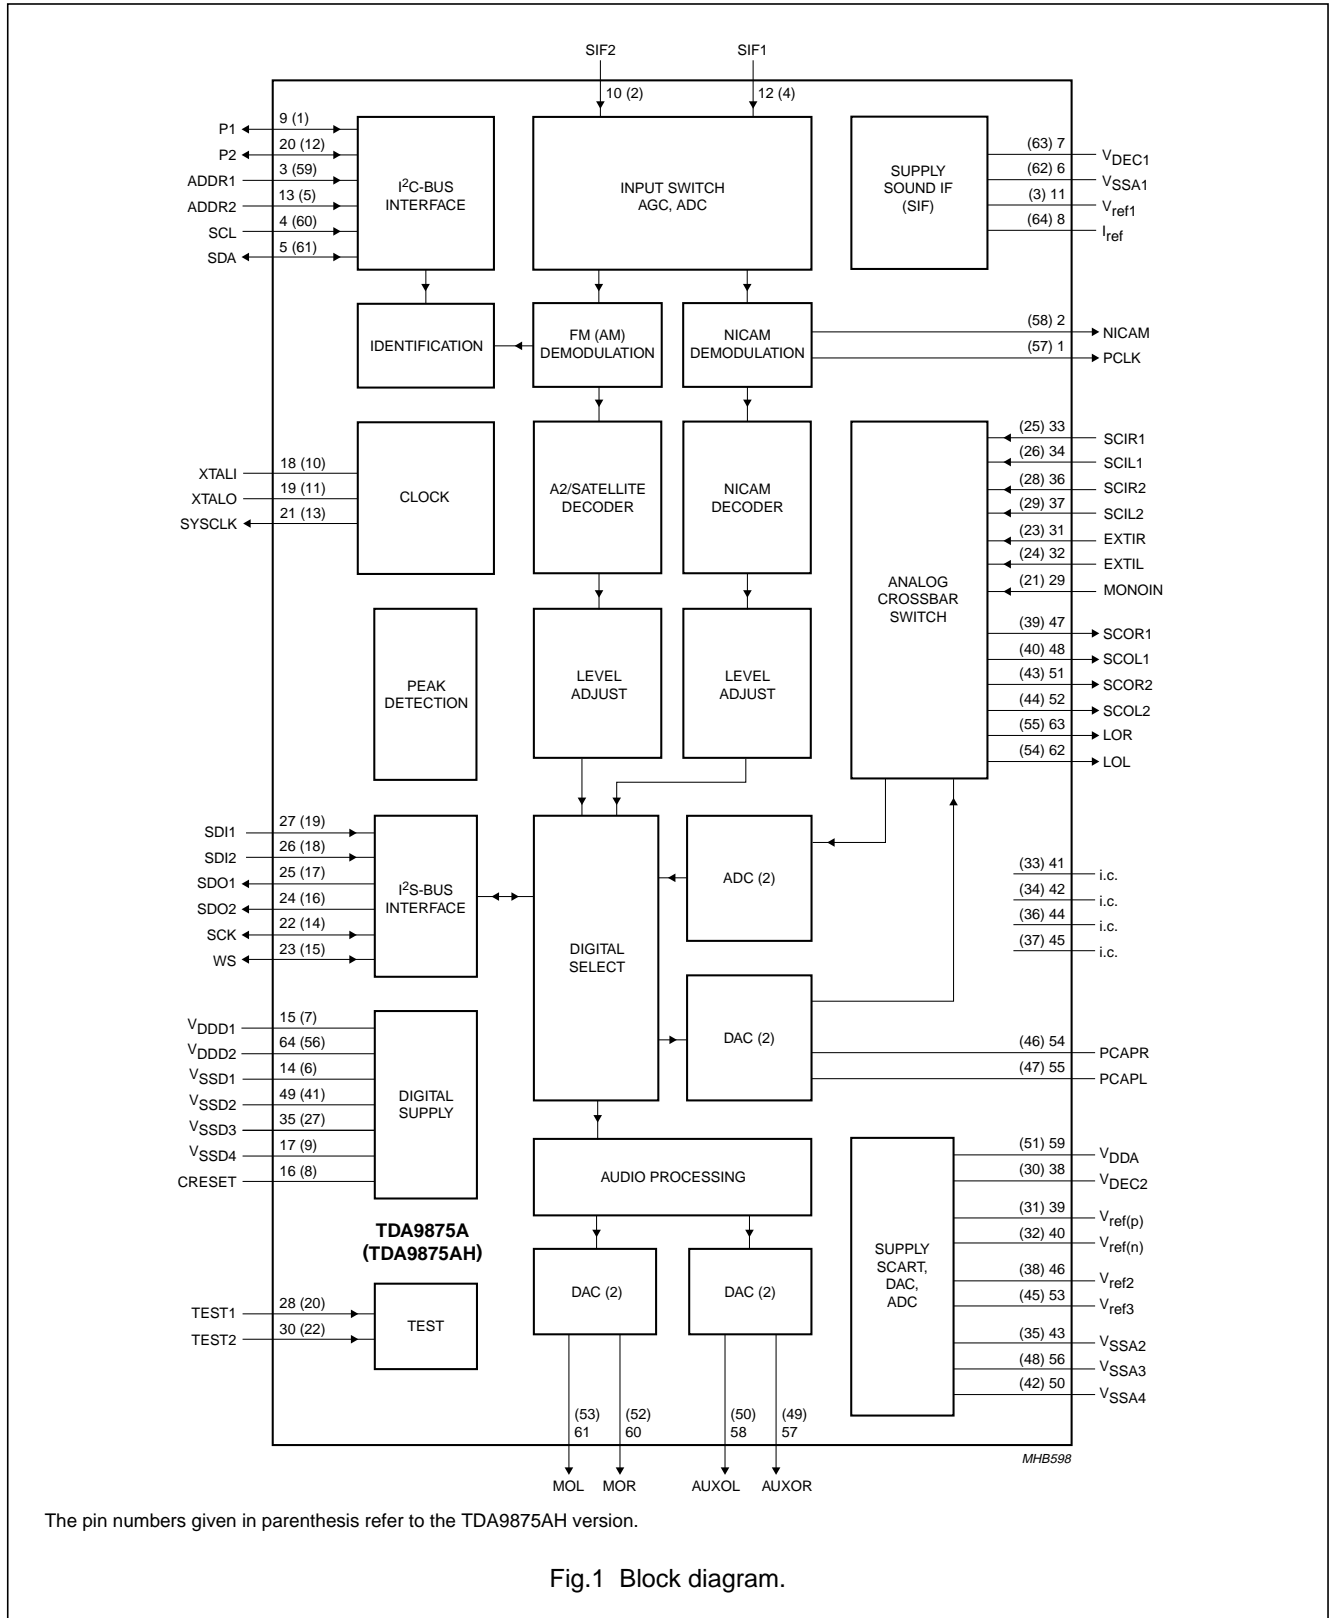 SIF2
SIF1
10 (2)
12 (4)
P1
9 (1)
P2
20 (12)
ADDR1
3 (59)
ADDR2
13 (5)
SCL
4 (60)
SDA
5 (61)
I2C-BUS
INTERFACE
INPUT SWITCH
AGC, ADC
SUPPLY
SOUND IF
(SIF)
(63) 7
VDEC1
(62) 6
VSSA1
(3) 11
Vref1
(64) 8
Iref
IDENTIFICATION
FM (AM)
DEMODULATION
NICAM
DEMODULATION
(58) 2
NICAM
(57) 1
PCLK
XTALI
18 (10)
XTALO
19 (11)
SYSCLK
21 (13)
CLOCK
A2/SATELLITE
DECODER
NICAM
DECODER
ANALOG
CROSSBAR
SWITCH
(25) 33
SCIR1
(26) 34
SCIL1
(28) 36
SCIR2
(29) 37
SCIL2
(23) 31
EXTIR
(24) 32
EXTIL
(21) 29
MONOIN
(39) 47
SCOR1
(40) 48
SCOL1
(43) 51
SCOR2
(44) 52
SCOL2
(55) 63
LOR
(54) 62
LOL
PEAK
DETECTION
LEVEL
ADJUST
LEVEL
ADJUST
SDI1
27 (19)
SDI2
26 (18)
SDO1
25 (17)
SDO2
24 (16)
SCK
22 (14)
WS
23 (15)
I2S-BUS
INTERFACE
DIGITAL
SELECT
ADC (2)
DAC (2)
(33) 41
i.c.
(34) 42
i.c.
(36) 44
i.c.
(37) 45
i.c.
(46) 54
PCAPR
(47) 55
PCAPL
VDDD1
15 (7)
VDDD2
64 (56)
VSSD1
14 (6)
VSSD2
49 (41)
VSSD3
35 (27)
VSSD4
17 (9)
CRESET
16 (8)
DIGITAL
SUPPLY
AUDIO PROCESSING
TDA9875A
(TDA9875AH)
DAC (2)
DAC (2)
SUPPLY
SCART,
DAC,
ADC
(51) 59
VDDA
(30) 38
VDEC2
(31) 39
Vref(p)
(32) 40
Vref(n)
(38) 46
Vref2
(45) 53
Vref3
(35) 43
VSSA2
(48) 56
VSSA3
(42) 50
VSSA4
TEST1
28 (20)
TEST2
30 (22)
TEST
(53)
61
(52)
60
(50)
58
(49)
57
MOL
MOR
AUXOL
AUXOR
MHB598
The pin numbers given in parenthesis refer to the TDA9875AH version.
Fig.1 Block diagram.